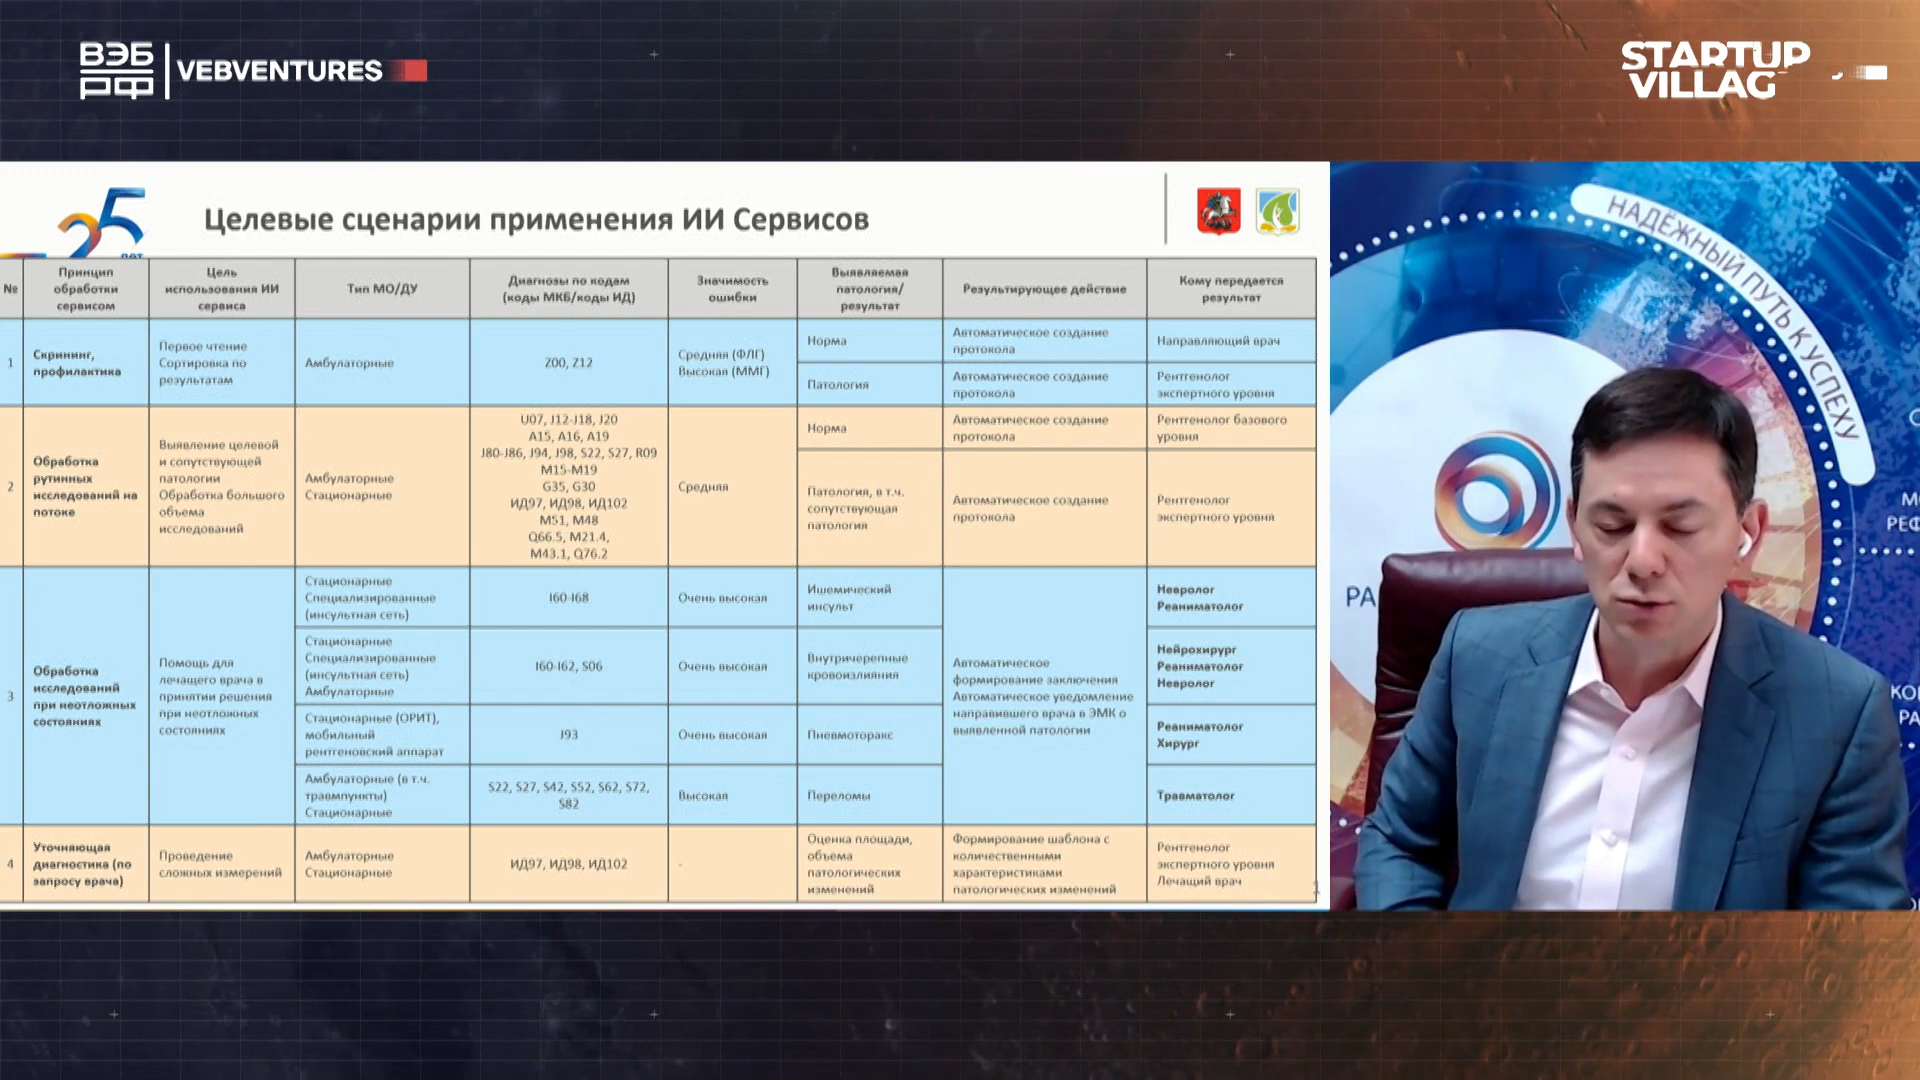 ВЭБ
РФ
VEBVENTURES
STARTUP
VILLAG
25
лет
Целевые сценарии применения ИИ Сервисов
№
Принцип
обработки
сервисом
Цель
использования ИИ
сервиса
Тип МО/ДУ
Диагнозы по кодам
(коды МКБ/коды ИД)
Значимость
ошибки
Выявляемая
патология/
результат
Результирующее действие
Кому передается
результат
1
Скрининг,
профилактика
Первое чтение
Сортировка по
результатам
Амбулаторные
Z00, Z12
Средняя (ФЛГ)
Высокая (ММГ)
Норма
Автоматическое создание
протокола
Направляющий врач
Патология
Автоматическое создание
протокола
Рентгенолог
экспертного уровня
2
Обработка
рутинных
исследований на
потоке
Выявление целевой
и сопутствующей
патологии
Обработка большого
объема
исследований
Амбулаторные
Стационарные
U07, J12-J18, J20
A15, A16, A19
J80-J86, J94, J98, S22, S27, R09
M15-M19
G35, G30
ИД97, ИД98, ИД102
M51, M48
Q66.5, M21.4,
M43.1, Q76.2
Средняя
Норма
Автоматическое создание
протокола
Рентгенолог базового
уровня
Патология, в т.ч.
сопутствующая
патология
Автоматическое создание
протокола
Рентгенолог
экспертного уровня
3
Обработка
исследований
при неотложных
состояниях
Помощь для
лечащего врача в
принятии решения
при неотложных
состояниях
Стационарные
Специализированные
(инсультная сеть)
I60-I68
Очень высокая
Ишемический
инсульт
Автоматическое
формирование заключения
Автоматическое уведомление
направившего врача в ЭМК о
выявленной патологии
Невролог
Реаниматолог
Стационарные
Специализированные
(инсультная сеть)
Амбулаторные
I60-I62, S06
Очень высокая
Внутричерепные
кровоизлияния
Нейрохирург
Реаниматолог
Невролог
Стационарные (ОРИТ),
мобильный
рентгеновский аппарат
J93
Очень высокая
Пневмоторакс
Реаниматолог
Хирург
Амбулаторные (в т.ч.
травмпункты)
Стационарные
S22, S27, S42, S52, S62, S72,
S82
Высокая
Переломы
Травматолог
4
Уточняющая
диагностика (по
запросу врача)
Проведение
сложных измерений
Амбулаторные
Стационарные
ИД97, ИД98, ИД102
-
Оценка площади,
объема
патологических
изменений
Формирование шаблона с
количественными
характеристиками
патологических изменений
Рентгенолог
экспертного уровня
Лечащий врач
1
НАДЁЖНЫЙ ПУТЬ К УСПЕХУ
РА
РЕФ
КО
РА